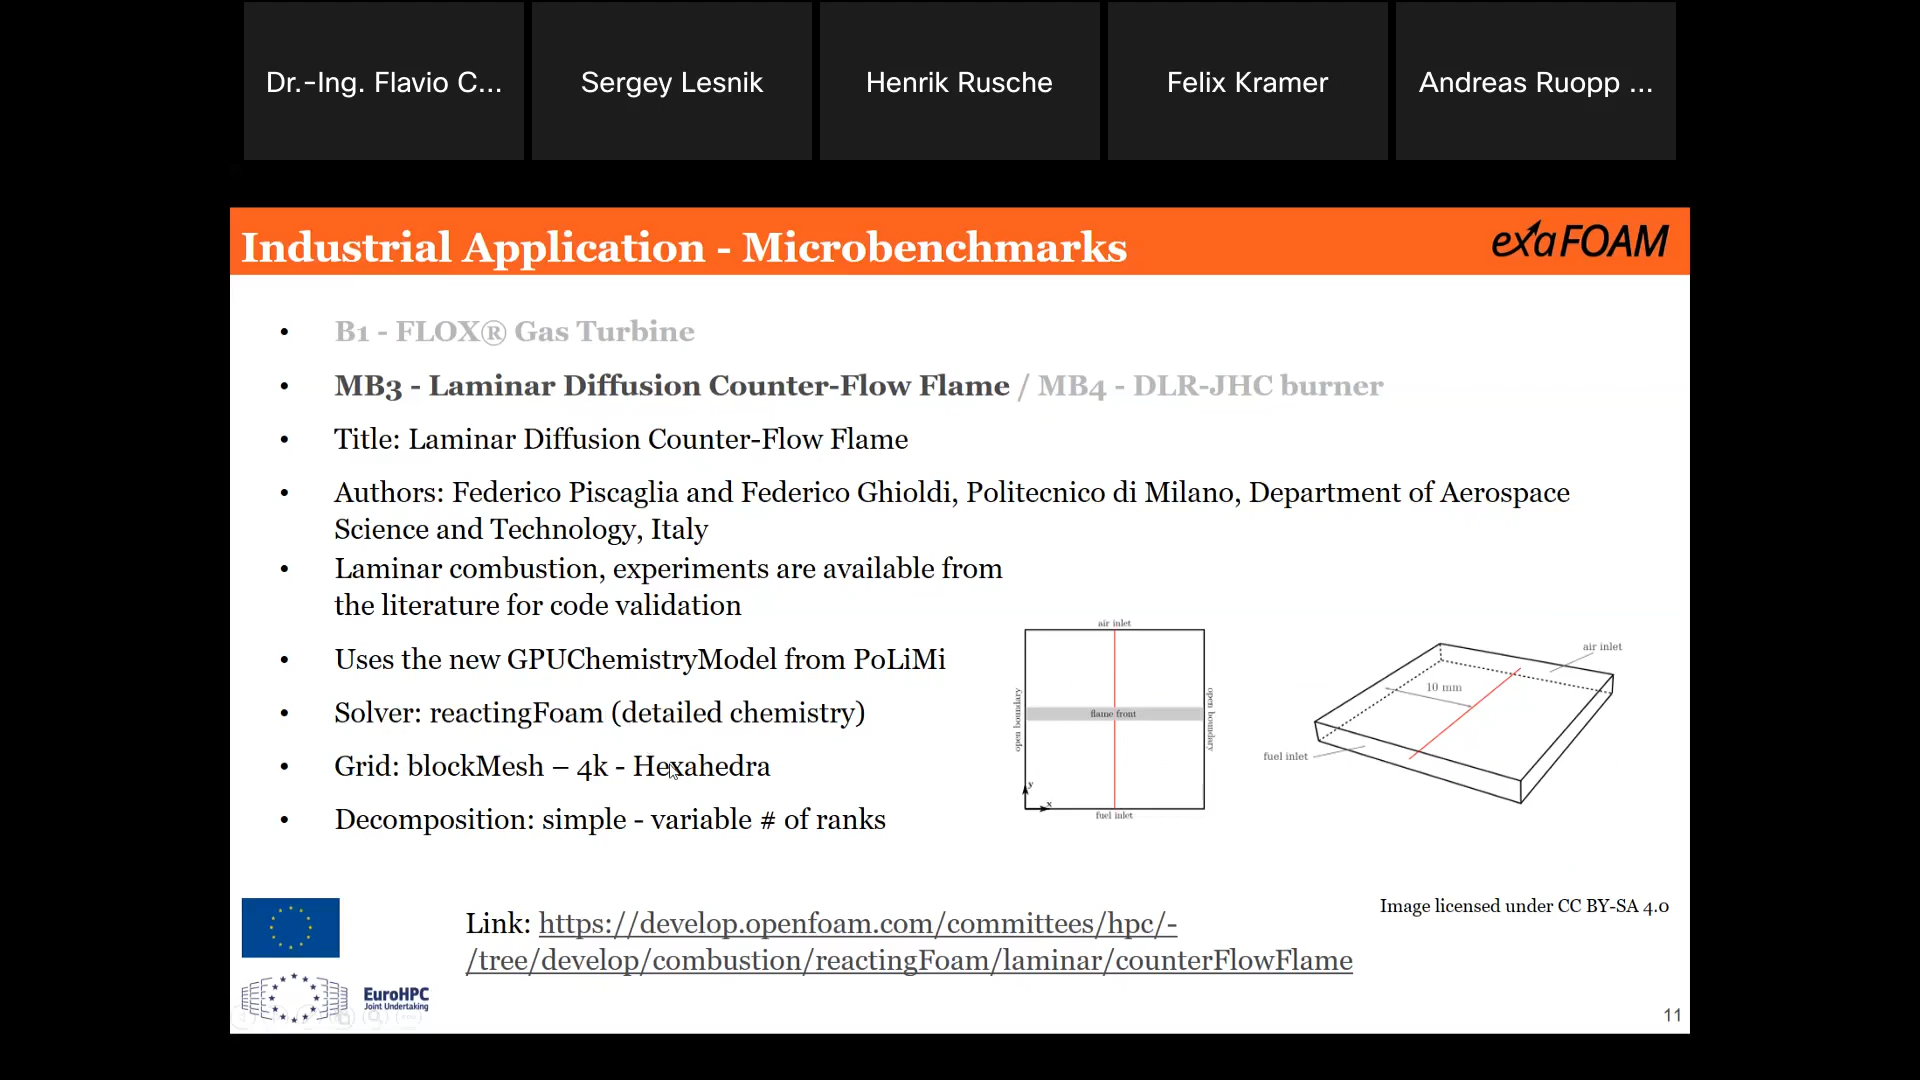 Dr.-Ing. Flavio C...
Sergey Lesnik
Henrik Rusche
Felix Kramer
Andreas Ruopp ...
Industrial Application - Microbenchmarks
exaFOAM
• B1 - FLOX® Gas Turbine
• MB3 - Laminar Diffusion Counter-Flow Flame / MB4 - DLR-JHC burner
• Title: Laminar Diffusion Counter-Flow Flame
• Authors: Federico Piscaglia and Federico Ghioldi, Politecnico di Milano, Department of Aerospace
Science and Technology, Italy
• Laminar combustion, experiments are available from
the literature for code validation
• Uses the new GPUChemistryModel from PoLiMi
• Solver: reactingFoam (detailed chemistry)
• Grid: blockMesh – 4k - Hexahedra
• Decomposition: simple - variable # of ranks
air inlet
open boundary
flame front
open boundary
y
x
fuel inlet
air inlet
10 mm
fuel inlet
Image licensed under CC BY-SA 4.0
Link: https://develop.openfoam.com/committees/hpc/-
/tree/develop/combustion/reactingFoam/laminar/counterFlowFlame
EuroHPC
Joint Undertaking
11